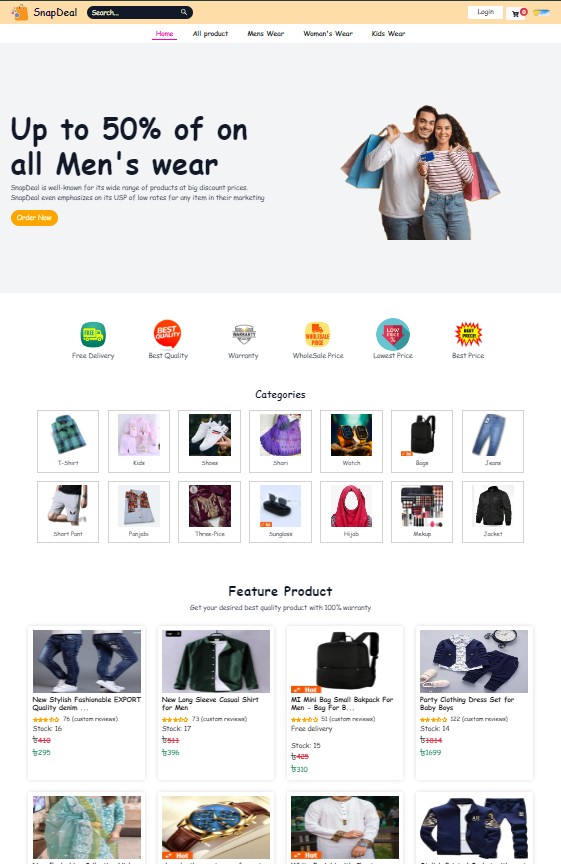 SnapDeal
Search...
Login
0
Home
All product
Mens Wear
Woman's Wear
Kids Wear
Up to 50% of on
all Men's wear
SnapDeal is well-known for its wide range of products at big discount prices.
SnapDeal even emphasizes on its USP of low rates for any item in their marketing
Order Now
FREE
BEST
QUALITY
WARRANTY
WHOLESALE
PRICE
LOW
PRICE
%
BEST
PRICE!
Free Delivery
Best Quality
Warranty
WholeSale Price
Lowest Price
Best Price
Categories
T-Shirt
Kids
Shoes
Shari
Watch
Bags
Jeans
Short Pant
Panjabi
Three-Pice
Sunglass
Hijab
Mekup
Jacket
Feature Product
Get your desired best quality product with 100% warranty
New Stylish Fashionable EXPORT
Quality denim ...
76 (custom reviews)
Stock: 16
৳410
৳295
New Long Sleeve Casual Shirt
for Men
73 (custom reviews)
Stock: 17
৳511
৳396
Hot
MI Mini Bag Small Bakpack For
Men - Bag For B...
51 (custom reviews)
Free delivery
Stock: 15
৳425
৳310
Party Clothing Dress Set for
Baby Boys
122 (custom reviews)
Stock: 14
৳1814
৳1699
Hot
Hot